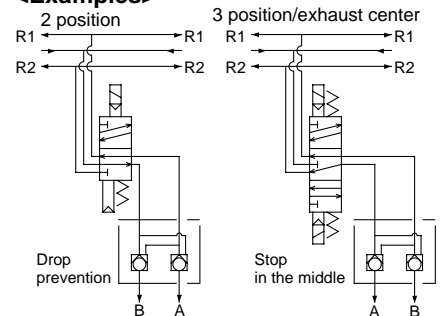 <Examples>
2 position
3 position/exhaust center
R1 R1 R1 R1
R2 R2 R2 R2
Drop
prevention
Stop
in the middle
B A A B